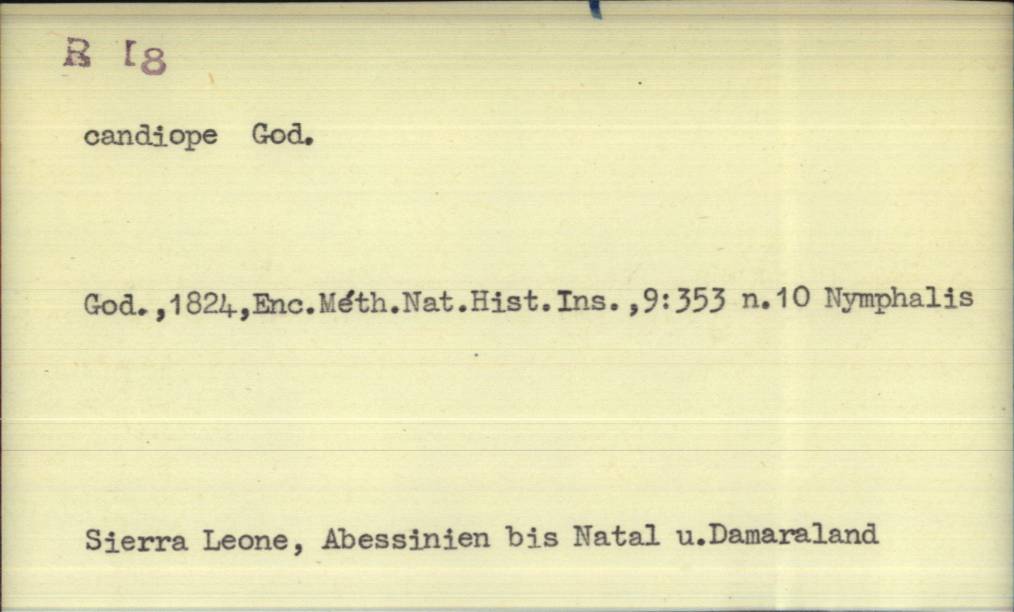 R I8
candiope God.
God.,1824,Enc.Méth.Nat.Hist.Ins.,9:353 n.10 Nymphalis
Sierra Leone, Abessinien bis Natal u.Damaraland